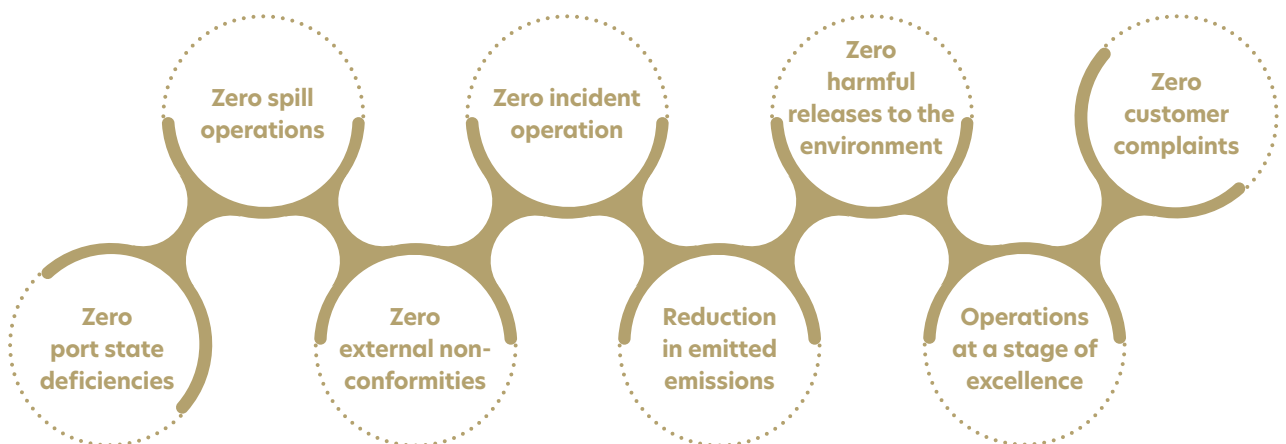 Zero spill
operations
Zero incident
operation
Zero
harmful
releases to the
environment
Zero
customer
complaints
Zero
port state
deficiencies
Zero
external non-
conformities
Reduction
in emitted
emissions
Operations
at a stage of
excellence